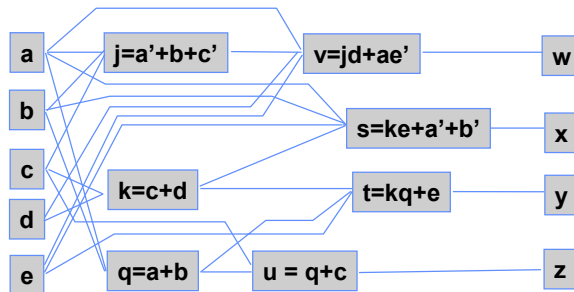 a
j=a’+b+c’
v=jd+ae’
w
b
s=ke+a’+b’
x
c
k=c+d
t=kq+e
y
d
e
q=a+b
u = q+c
z